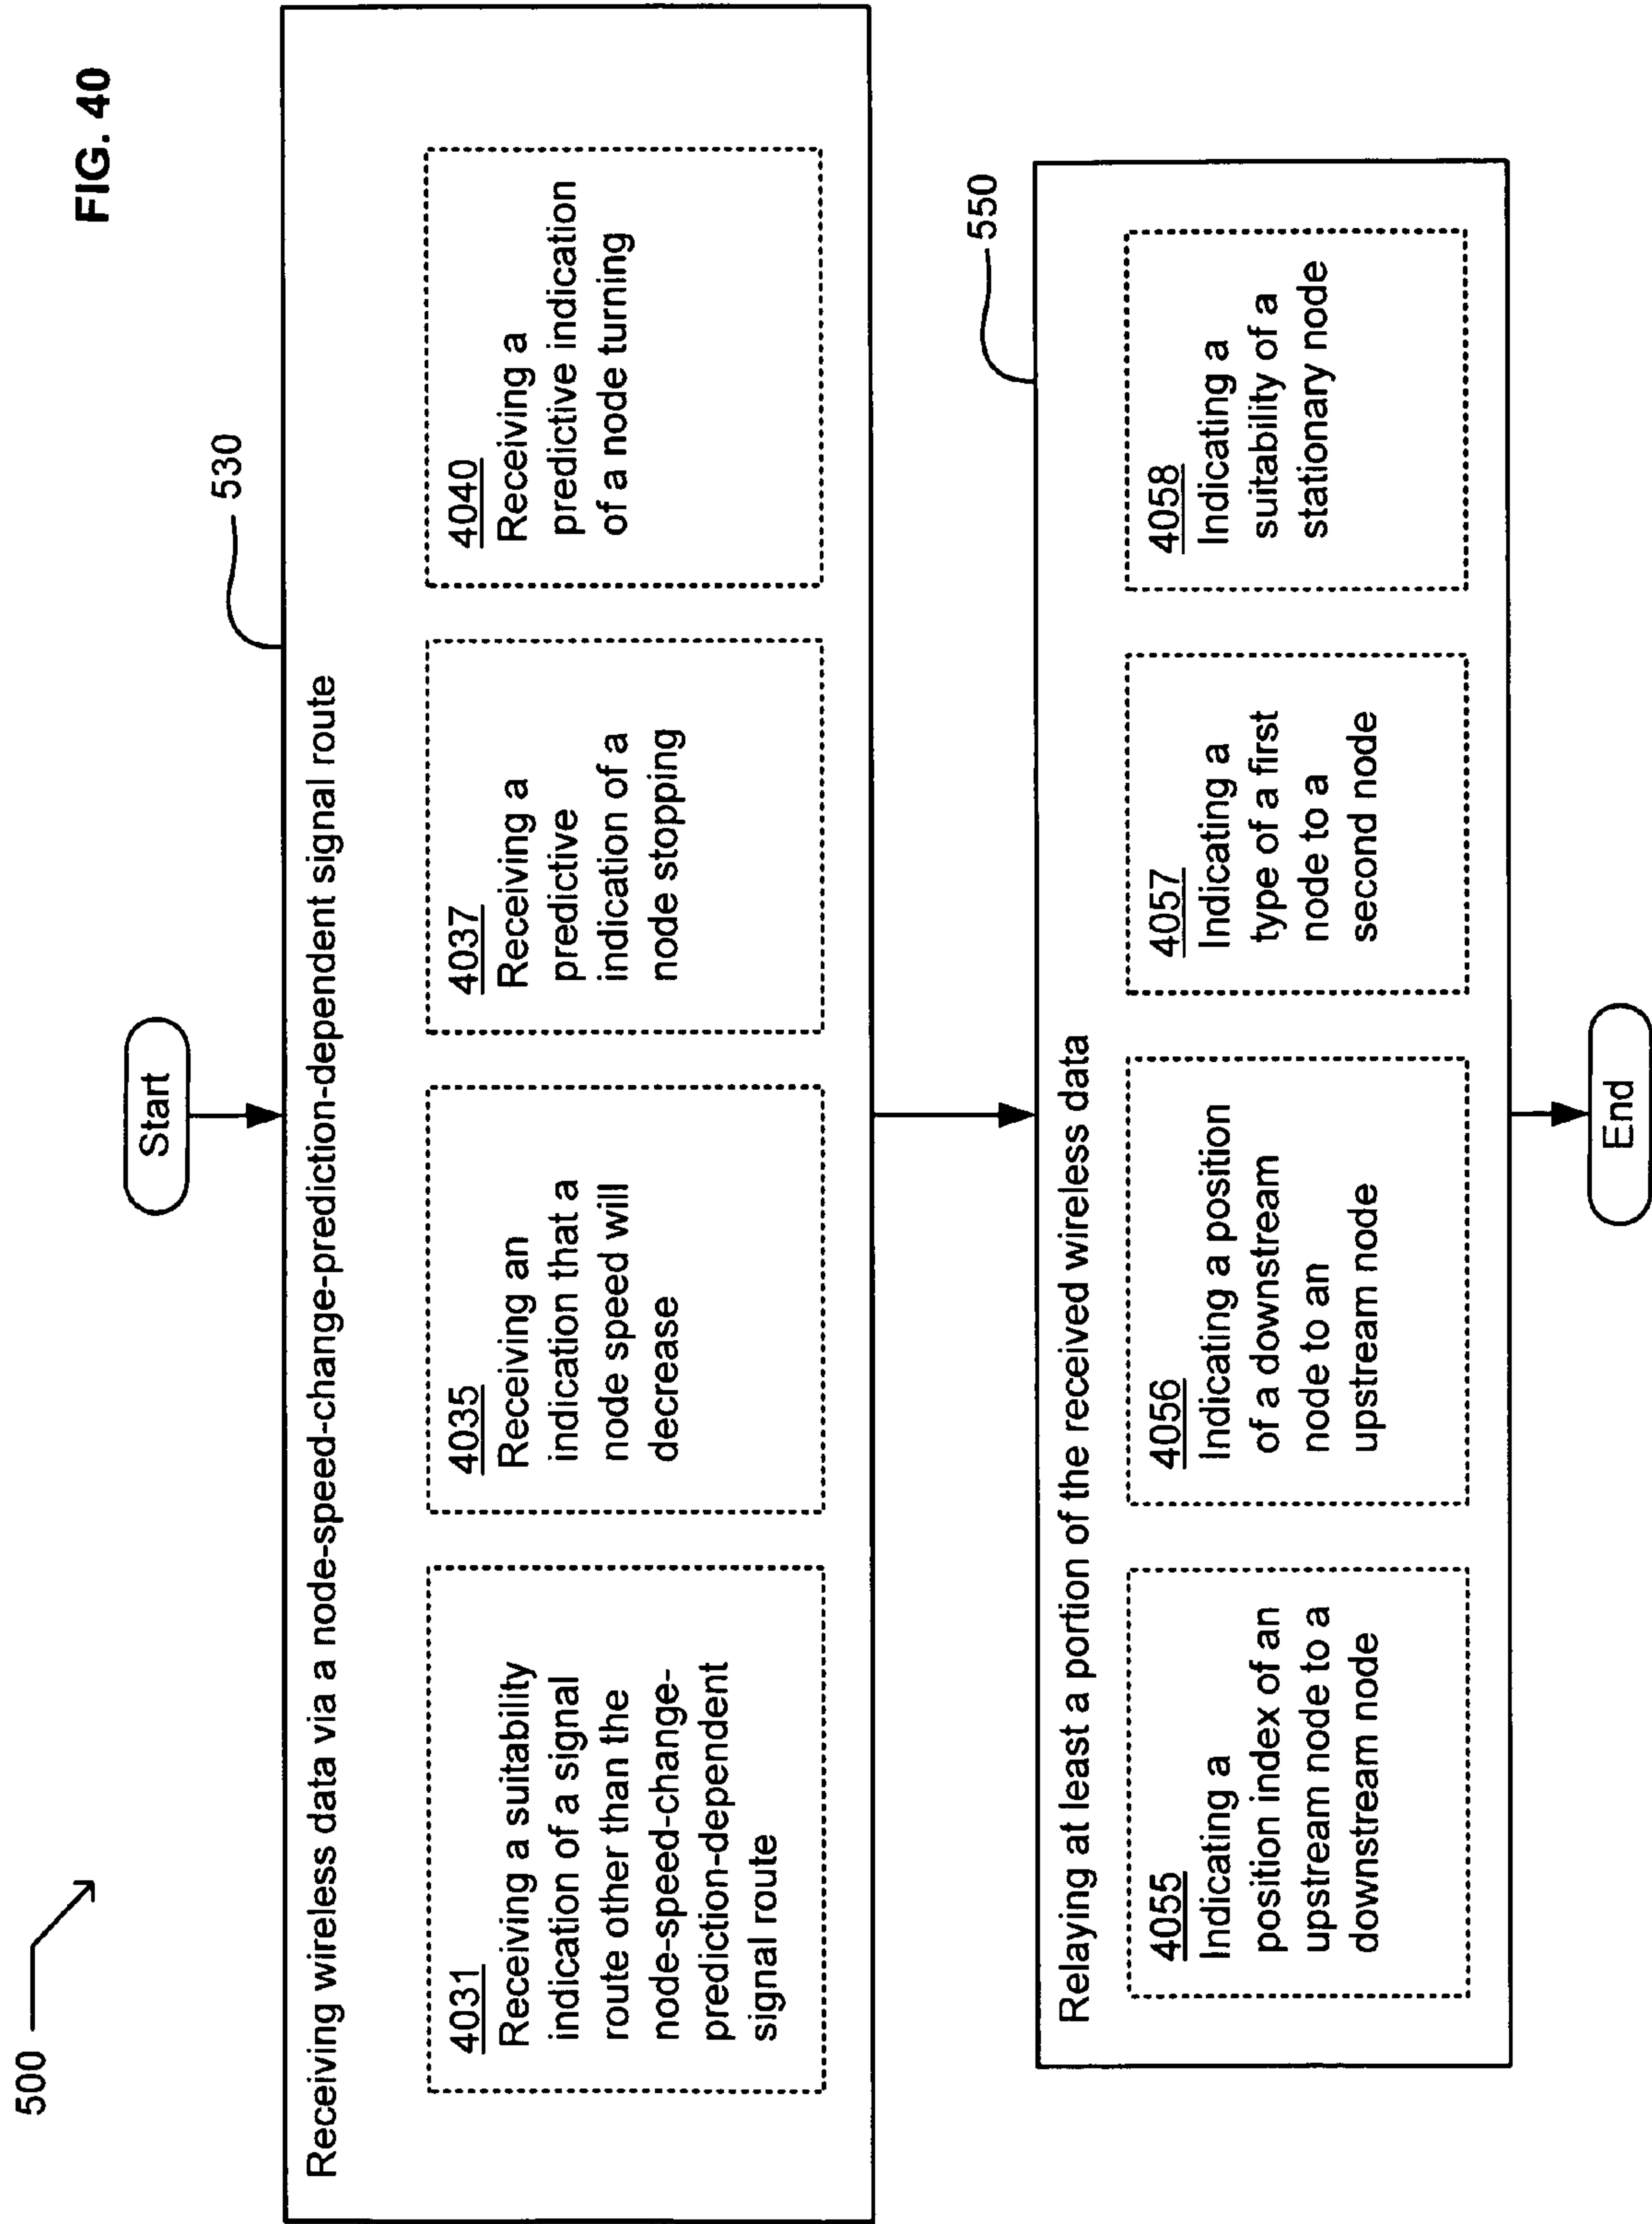 FIG. 40
500
Start
530
Receiving wireless data via a node-speed-change-prediction-dependent signal route
4031
Receiving a suitability
indication of a signal
route other than the
node-speed-change-
prediction-dependent
signal route
4035
Receiving an
indication that a
node speed will
decrease
4037
Receiving a
predictive
indication of a
node stopping
4040
Receiving a
predictive indication
of a node turning
550
Relaying at least a portion of the received wireless data
4055
Indicating a
position index of an
upstream node to a
downstream node
4056
Indicating a position
of a downstream
node to an
upstream node
4057
Indicating a
type of a first
node to a
second node
4058
Indicating a
suitability of a
stationary node
End